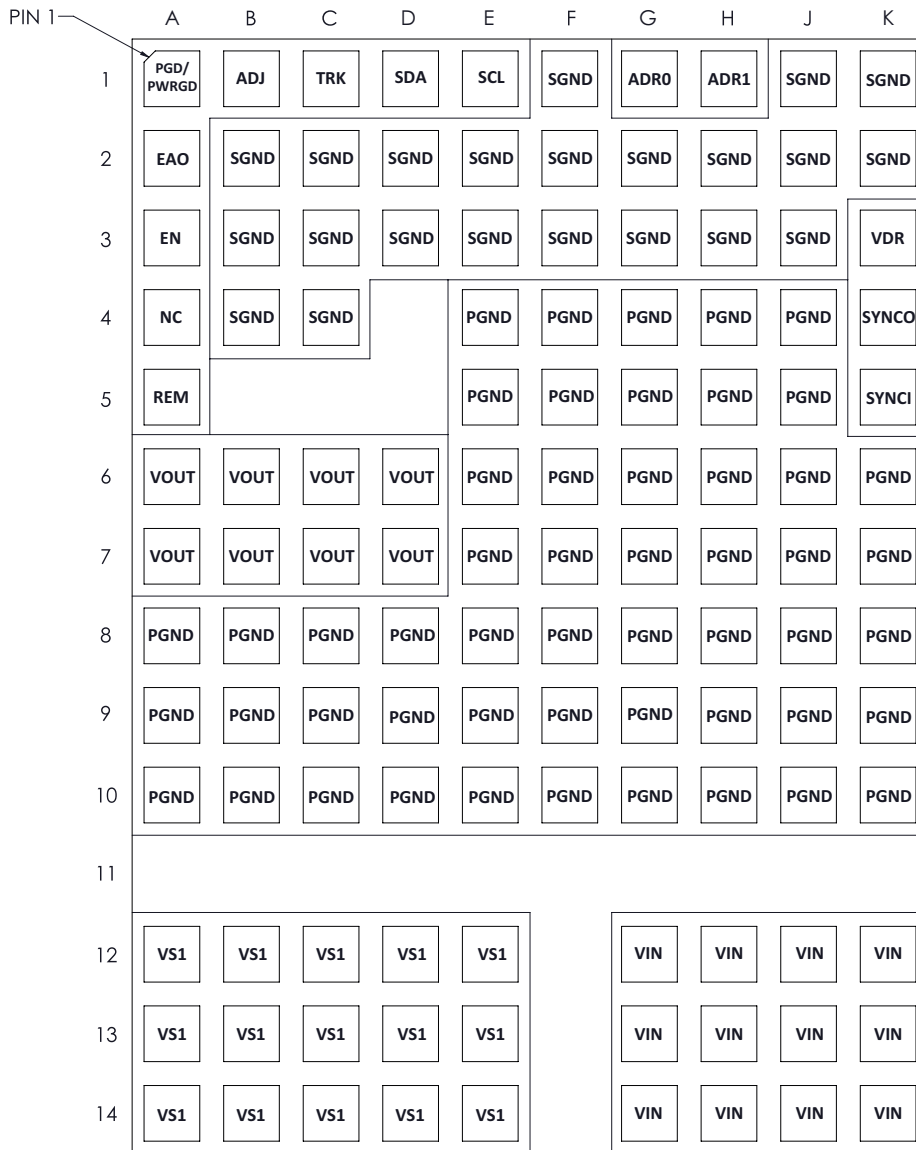 PIN 1
A B C D E F G H J K
1 PGD/ PWRGD ADJ TRK SDA SCL SGND ADR0 ADR1 SGND SGND
2 EAO SGND SGND SGND SGND SGND SGND SGND SGND SGND
3 EN SGND SGND SGND SGND SGND SGND SGND SGND VDR
4 NC SGND SGND PGND PGND PGND PGND PGND SYNCO
5 REM PGND PGND PGND PGND PGND SYNCI
6 VOUT VOUT VOUT VOUT PGND PGND PGND PGND PGND PGND
7 VOUT VOUT VOUT VOUT PGND PGND PGND PGND PGND PGND
8 PGND PGND PGND PGND PGND PGND PGND PGND PGND PGND
9 PGND PGND PGND PGND PGND PGND PGND PGND PGND PGND
10 PGND PGND PGND PGND PGND PGND PGND PGND PGND PGND
11
12 VS1 VS1 VS1 VS1 VS1 VIN VIN VIN VIN
13 VS1 VS1 VS1 VS1 VS1 VIN VIN VIN VIN
14 VS1 VS1 VS1 VS1 VS1 VIN VIN VIN VIN